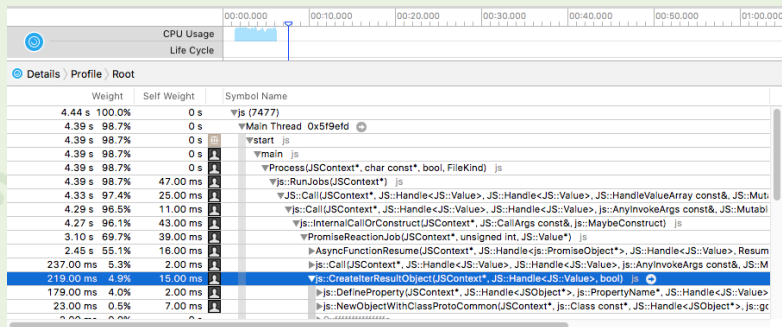 00:00.000 00:10.000 00:20.000 00:30.000 00:40.000 00:50.000 01:00.000
CPU Usage
Life Cycle
Details Profile Root
Weight Self Weight Symbol Name
4.44 s 100.0% 0 s js (7477)
4.39 s 98.7% 0 s Main Thread 0x5f9efd
4.39 s 98.7% 0 s start js
4.39 s 98.7% 0 s main js
4.39 s 98.7% 0 s Process(JSContext*, char const*, bool, FileKind) js
4.39 s 98.7% 47.00 ms js::RunJobs(JSContext*) js
4.33 s 97.4% 25.00 ms JS::Call(JSContext*, JS::Handle<JS::Value>, JS::Handle<JS::Value>, JS::HandleValueArray const&, JS::Muta
4.29 s 96.5% 11.00 ms js::Call(JSContext*, JS::Handle<JS::Value>, JS::Handle<JS::Value>, js::AnyInvokeArgs const&, JS::Mutabl
4.27 s 96.1% 43.00 ms js::InternalCallOrConstruct(JSContext*, JS::CallArgs const&, js::MaybeConstruct) js
3.10 s 69.7% 39.00 ms PromiseReactionJob(JSContext*, unsigned int, JS::Value*) js
2.45 s 55.1% 16.00 ms AsyncFunctionResume(JSContext*, JS::Handle<js::PromiseObject*>, JS::Handle<JS::Value>, Resum
237.00 ms 5.3% 2.00 ms js::Call(JSContext*, JS::Handle<JS::Value>, JS::Handle<JS::Value>, js::AnyInvokeArgs const&, JS::M
219.00 ms 4.9% 15.00 ms js::CreateIterResultObject(JSContext*, JS::Handle<JS::Value>, bool) js
179.00 ms 4.0% 2.00 ms js::DefineProperty(JSContext*, JS::Handle<JSObject*>, js::PropertyName*, JS::Handle<JS::Value>,
23.00 ms 0.5% 7.00 ms js::NewObjectWithClassProtoCommon(JSContext*, js::Class const*, JS::Handle<JSObject*>, js::gc